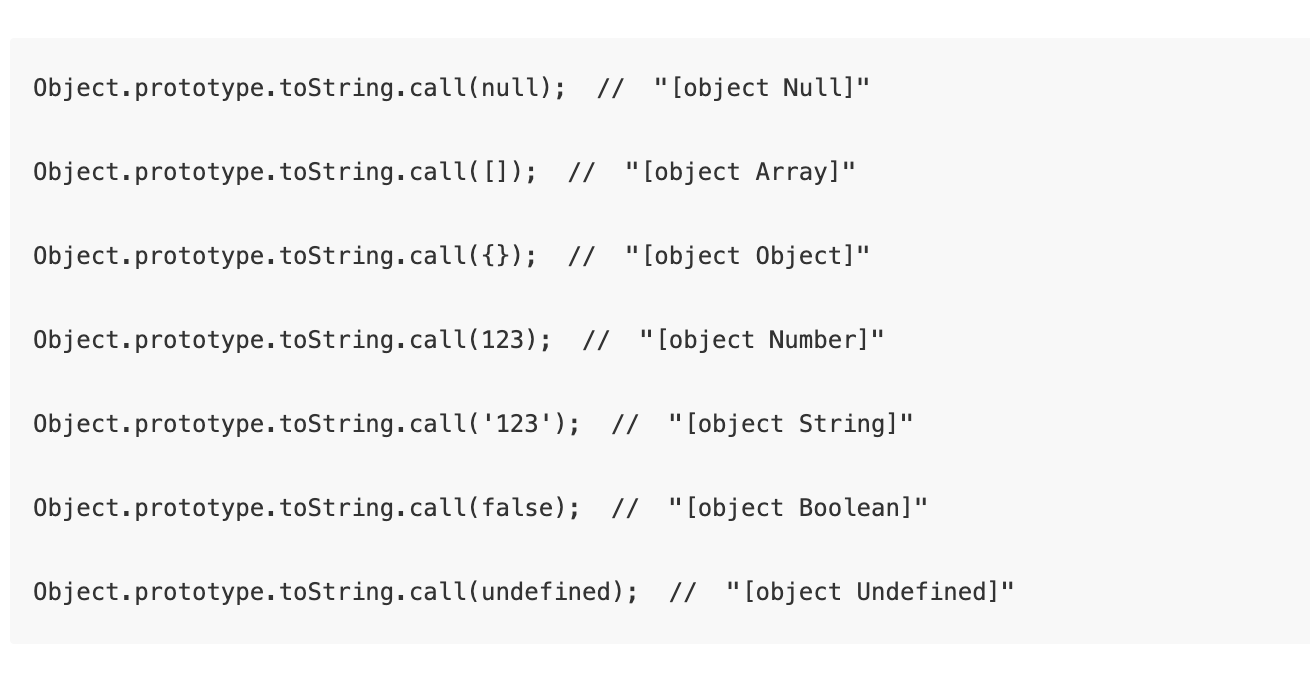 Object.prototype.toString.call(null);  //  "[object Null]"
Object.prototype.toString.call([]);  //  "[object Array]"
Object.prototype.toString.call({});  //  "[object Object]"
Object.prototype.toString.call(123);  //  "[object Number]"
Object.prototype.toString.call('123');  //  "[object String]"
Object.prototype.toString.call(false);  //  "[object Boolean]"
Object.prototype.toString.call(undefined);  //  "[object Undefined]"